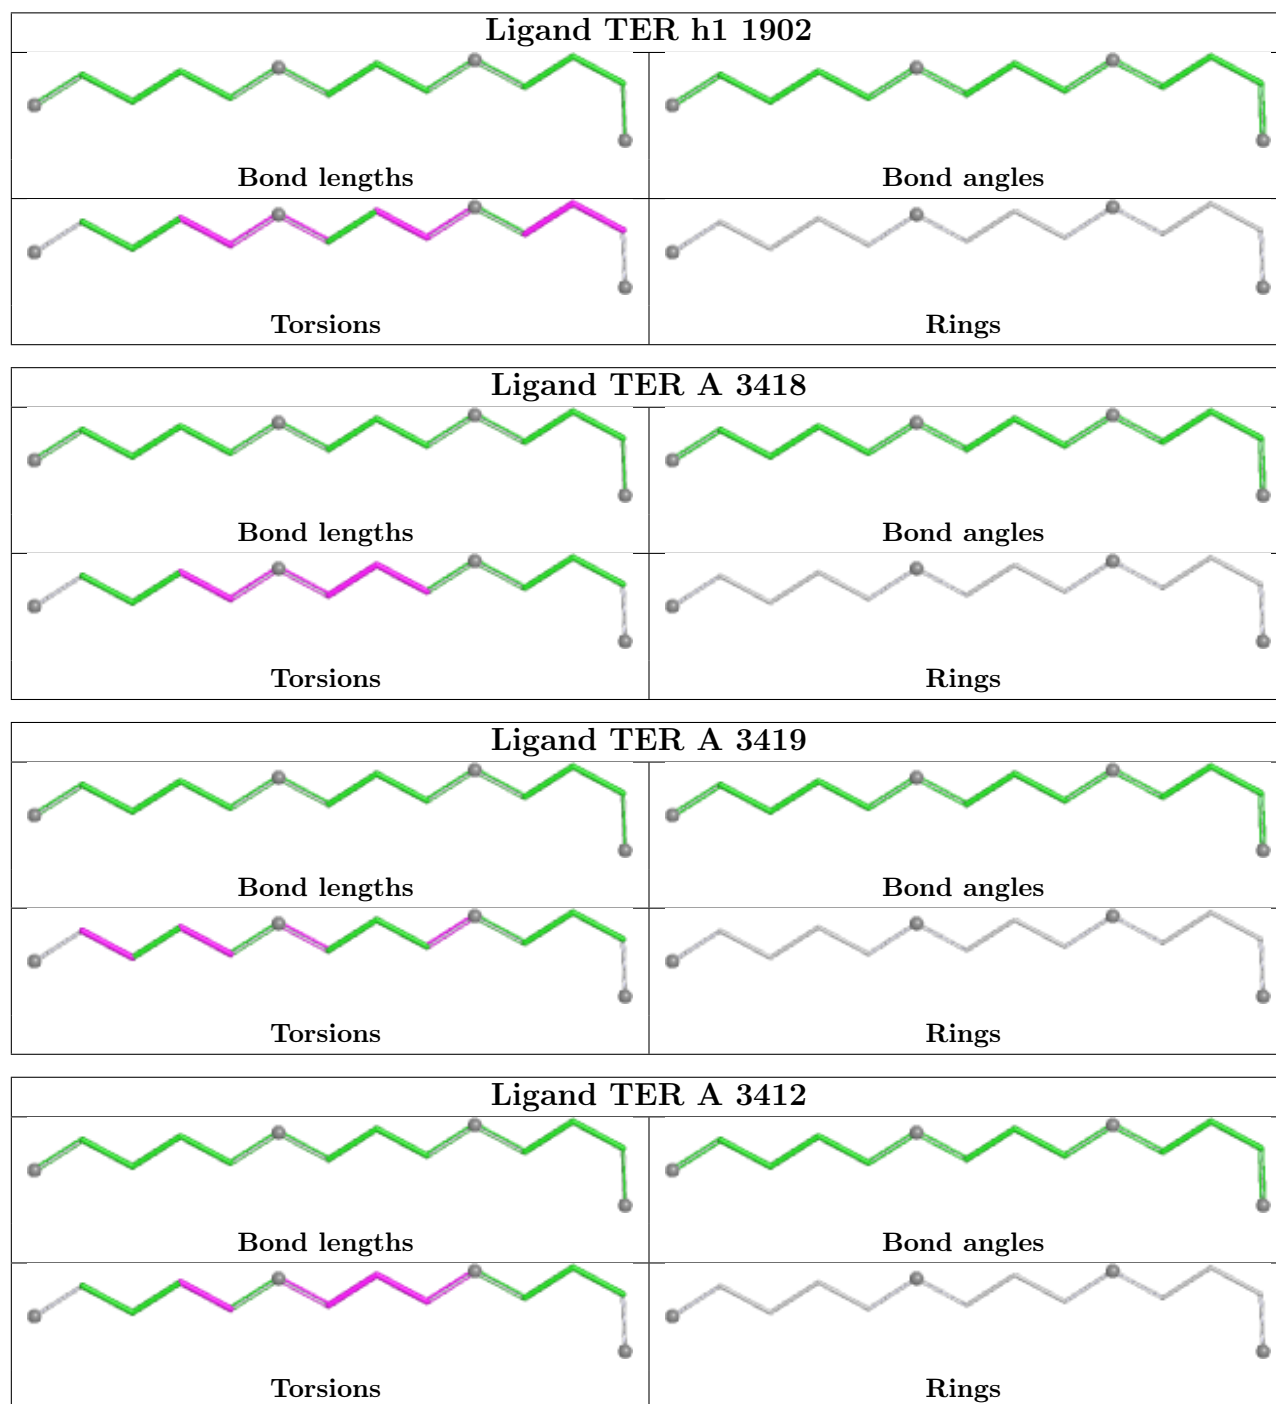 Ligand TER h1 1902
Bond lengths
Bond angles
Torsions
Rings
Ligand TER A 3418
Bond lengths
Bond angles
Torsions
Rings
Ligand TER A 3419
Bond lengths
Bond angles
Torsions
Rings
Ligand TER A 3412
Bond lengths
Bond angles
Torsions
Rings